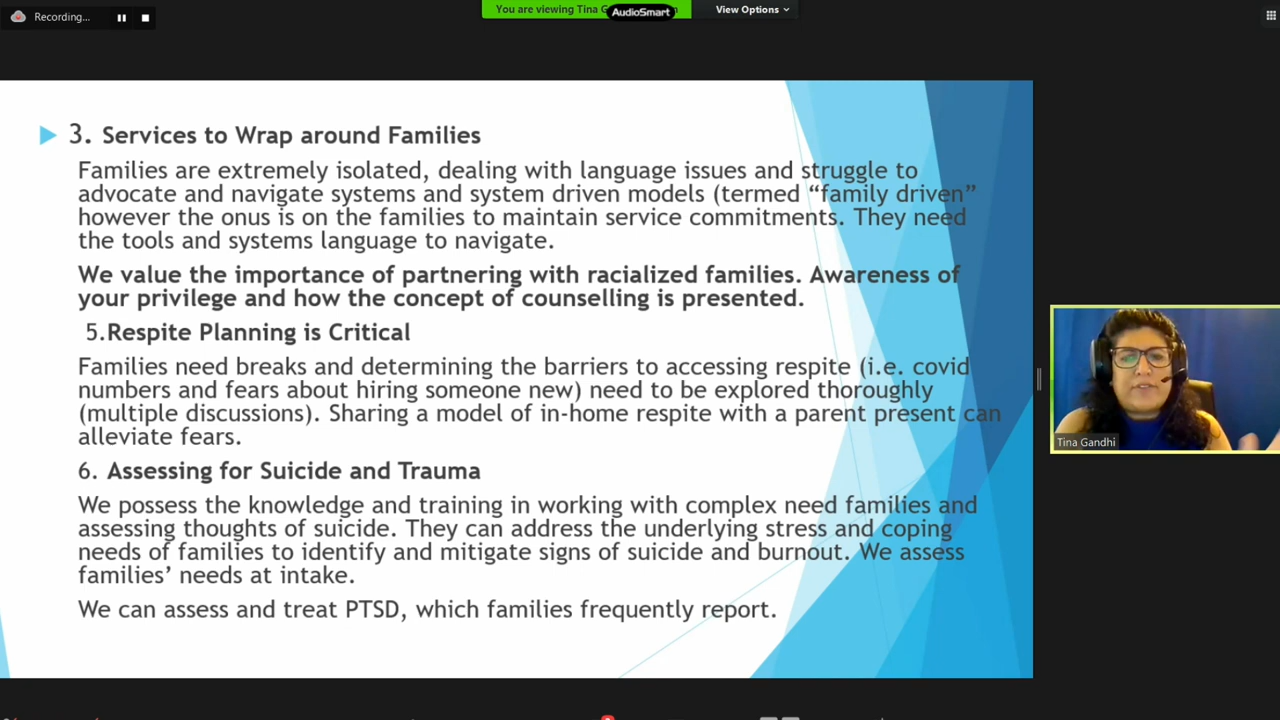 Recording...
You are viewing Tina G
AudioSmart
View Options
3. Services to Wrap around Families
Families are extremely isolated, dealing with language issues and struggle to
advocate and navigate systems and system driven models (termed “family driven”
however the onus is on the families to maintain service commitments. They need
the tools and systems language to navigate.
We value the importance of partnering with racialized families. Awareness of
your privilege and how the concept of counselling is presented.
5.Respite Planning is Critical
Families need breaks and determining the barriers to accessing respite (i.e. covid
numbers and fears about hiring someone new) need to be explored thoroughly
(multiple discussions). Sharing a model of in-home respite with a parent present can
alleviate fears.
6. Assessing for Suicide and Trauma
We possess the knowledge and training in working with complex need families and
assessing thoughts of suicide. They can address the underlying stress and coping
needs of families to identify and mitigate signs of suicide and burnout. We assess
families’ needs at intake.
We can assess and treat PTSD, which families frequently report.
Tina Gandhi